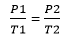 P1/T1 = P2/T2